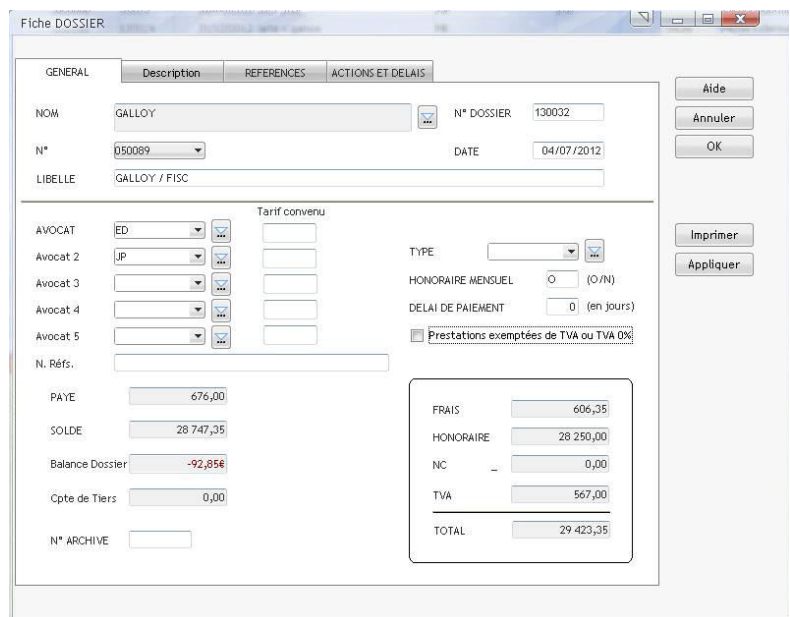 Fiche DOSSIER
GENERAL Description REFERENCES ACTIONS ET DELAIS
Aide
NOM GALLOY N° DOSSIER 130032
Annuler
N° 050089 DATE 04/07/2012
OK
LIBELLE GALLOY / FISC
Tarif convenu
AVOCAT ED
Imprimer
TYPE
Avocat 2 JP
Appliquer
Avocat 3 HONORAIRE MENSUEL O (O/N)
Avocat 4 DELAI DE PAIEMENT 0 (en jours)
Avocat 5 Prestations exemptées de TVA ou TVA 0%
N. Réfs.
PAYE 676,00
FRAIS 606,35
SOLDE 28 747,35
HONORAIRE 28 250,00
Balance Dossier -92,85€
NC _ 0,00
Cpte de Tiers 0,00
TVA 567,00
TOTAL 29 423,35
N° ARCHIVE